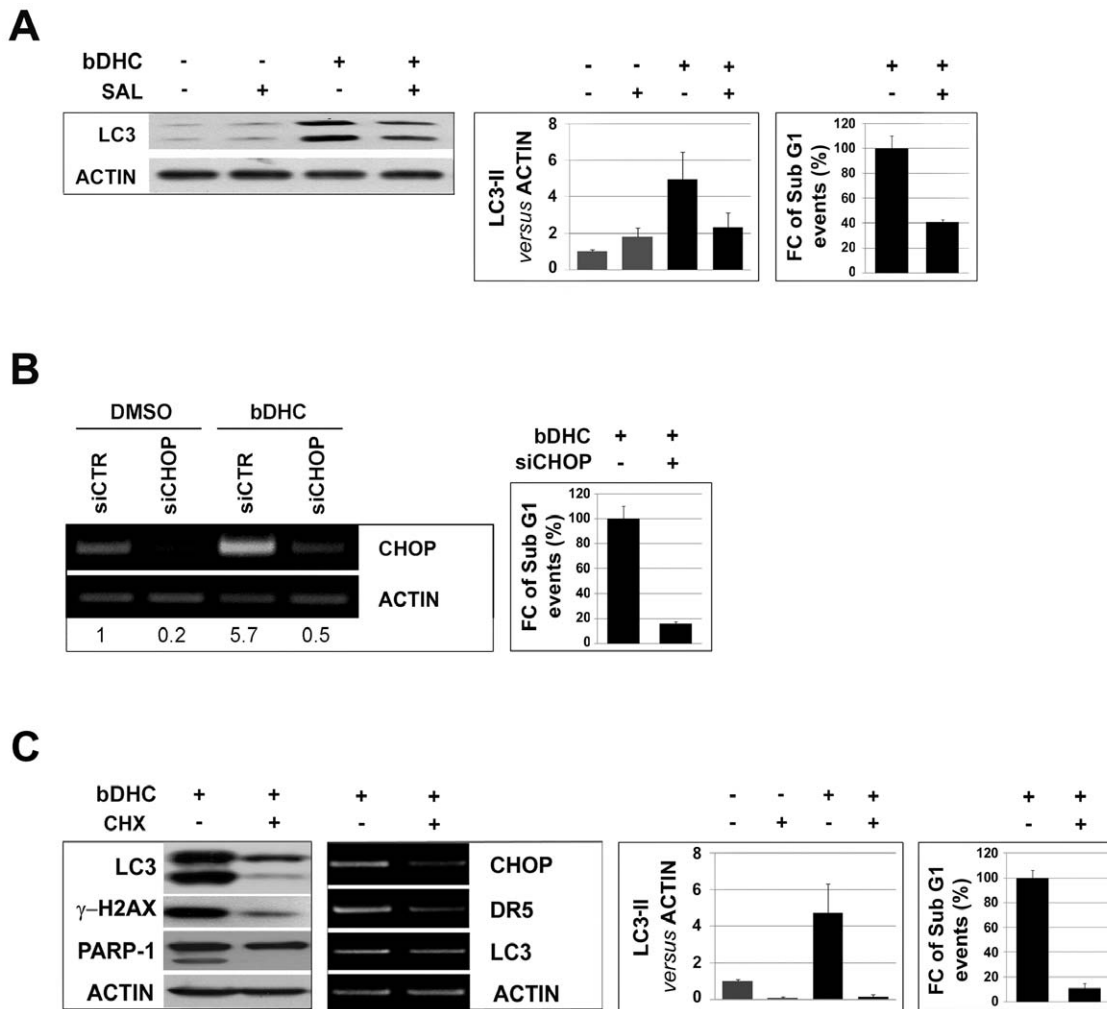 A
bDHC - - + +
SAL - + - +
LC3
ACTIN
- - + +
- + - +
LC3-II
versus ACTIN
8
6
4
2
0
+ +
- +
FC of Sub G1
events (%)
120
100
80
60
40
20
0
B
DMSO bDHC
siCTR siCHOP siCTR siCHOP
CHOP
ACTIN
1 0.2 5.7 0.5
bDHC + +
siCHOP - +
FC of Sub G1
events (%)
120
100
80
60
40
20
0
C
bDHC + + + +
CHX - + - +
LC3
γ-H2AX
PARP-1
ACTIN
CHOP
DR5
LC3
ACTIN
- - + +
- + - +
LC3-II
versus ACTIN
8
6
4
2
0
+ +
- +
FC of Sub G1
events (%)
120
100
80
60
40
20
0